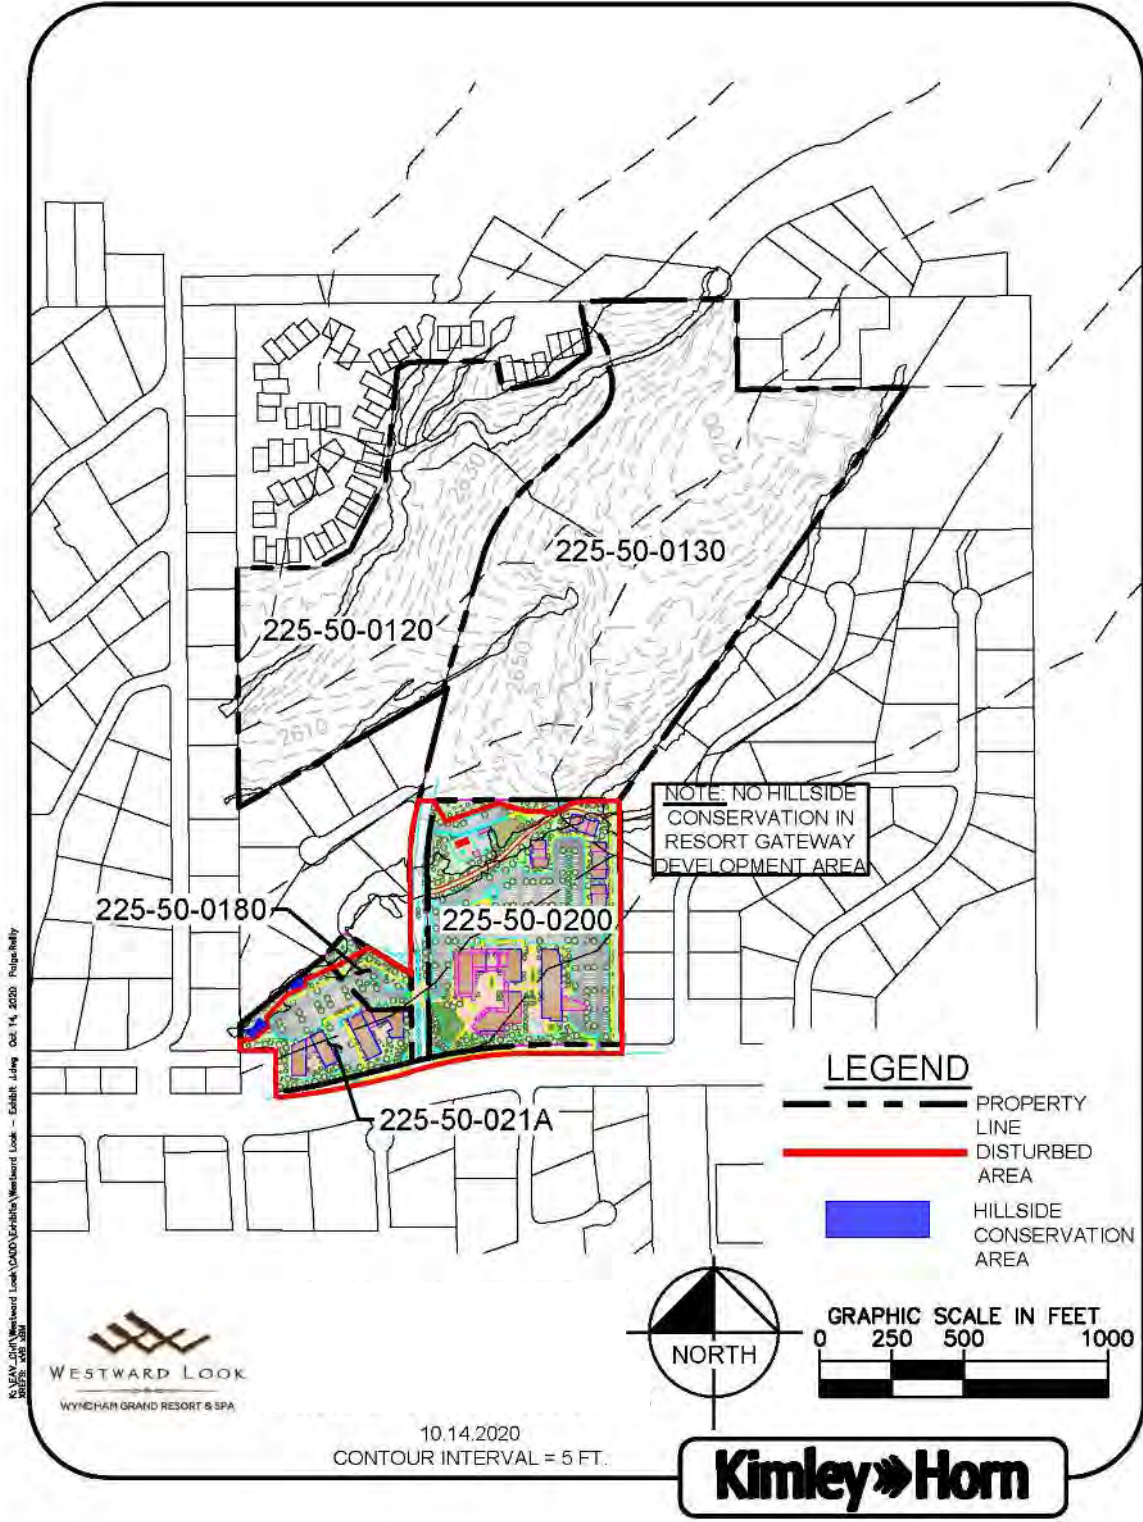 2630
2700
225-50-0130
225-50-0120
2650
2610
NOTE: NO HILLSIDE
CONSERVATION IN
RESORT GATEWAY
DEVELOPMENT AREA
225-50-0180
225-50-0200
225-50-021A
LEGEND
PROPERTY
LINE
DISTURBED
AREA
HILLSIDE
CONSERVATION
AREA
GRAPHIC SCALE IN FEET
0 250 500 1000
NORTH
WESTWARD LOOK
WYNDHAM GRAND RESORT & SPA
10.14.2020
CONTOUR INTERVAL = 5 FT.
Kimley»Horn